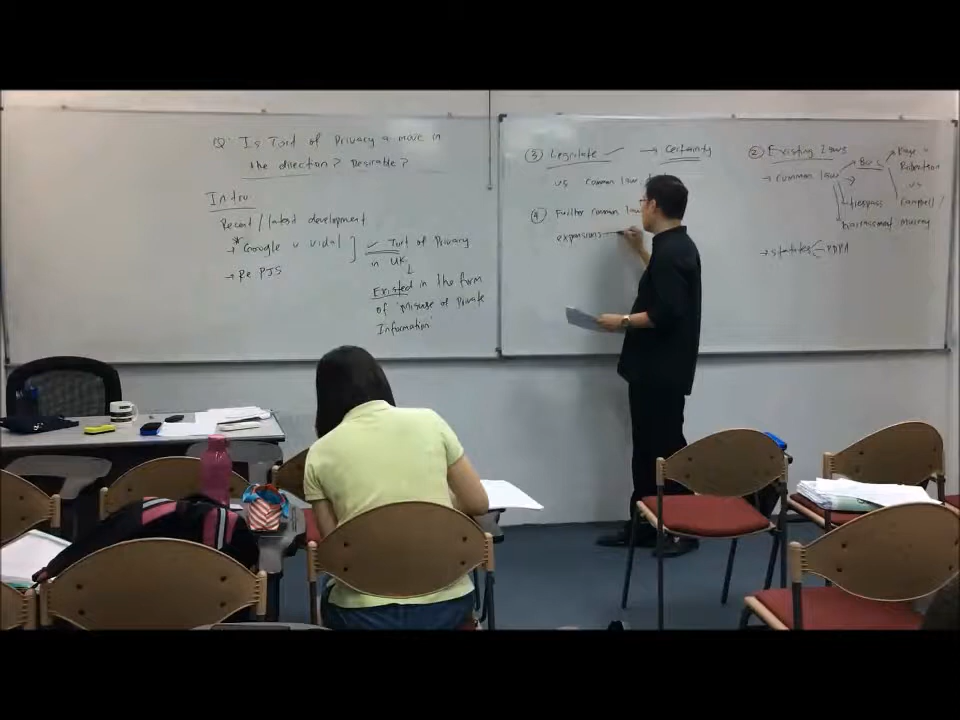 Q: Is Tort of Privacy a move in
the direction? Desirable?
Intro
Recent / latest development
→ * Google v Vidal
→ Re PJS
✓ Tort of Privacy
in UK
↓
Existed in the form
of 'Misuse of Private
Information'
③ Legislate ✓ → Certainty
vs common law
④ Further common law
expansions →
② Existing laws
→ common law
→ B o C
→ trespass
→ harassment
→ statutes
PDPA
Robertson
vs
Campbell ?
Murray